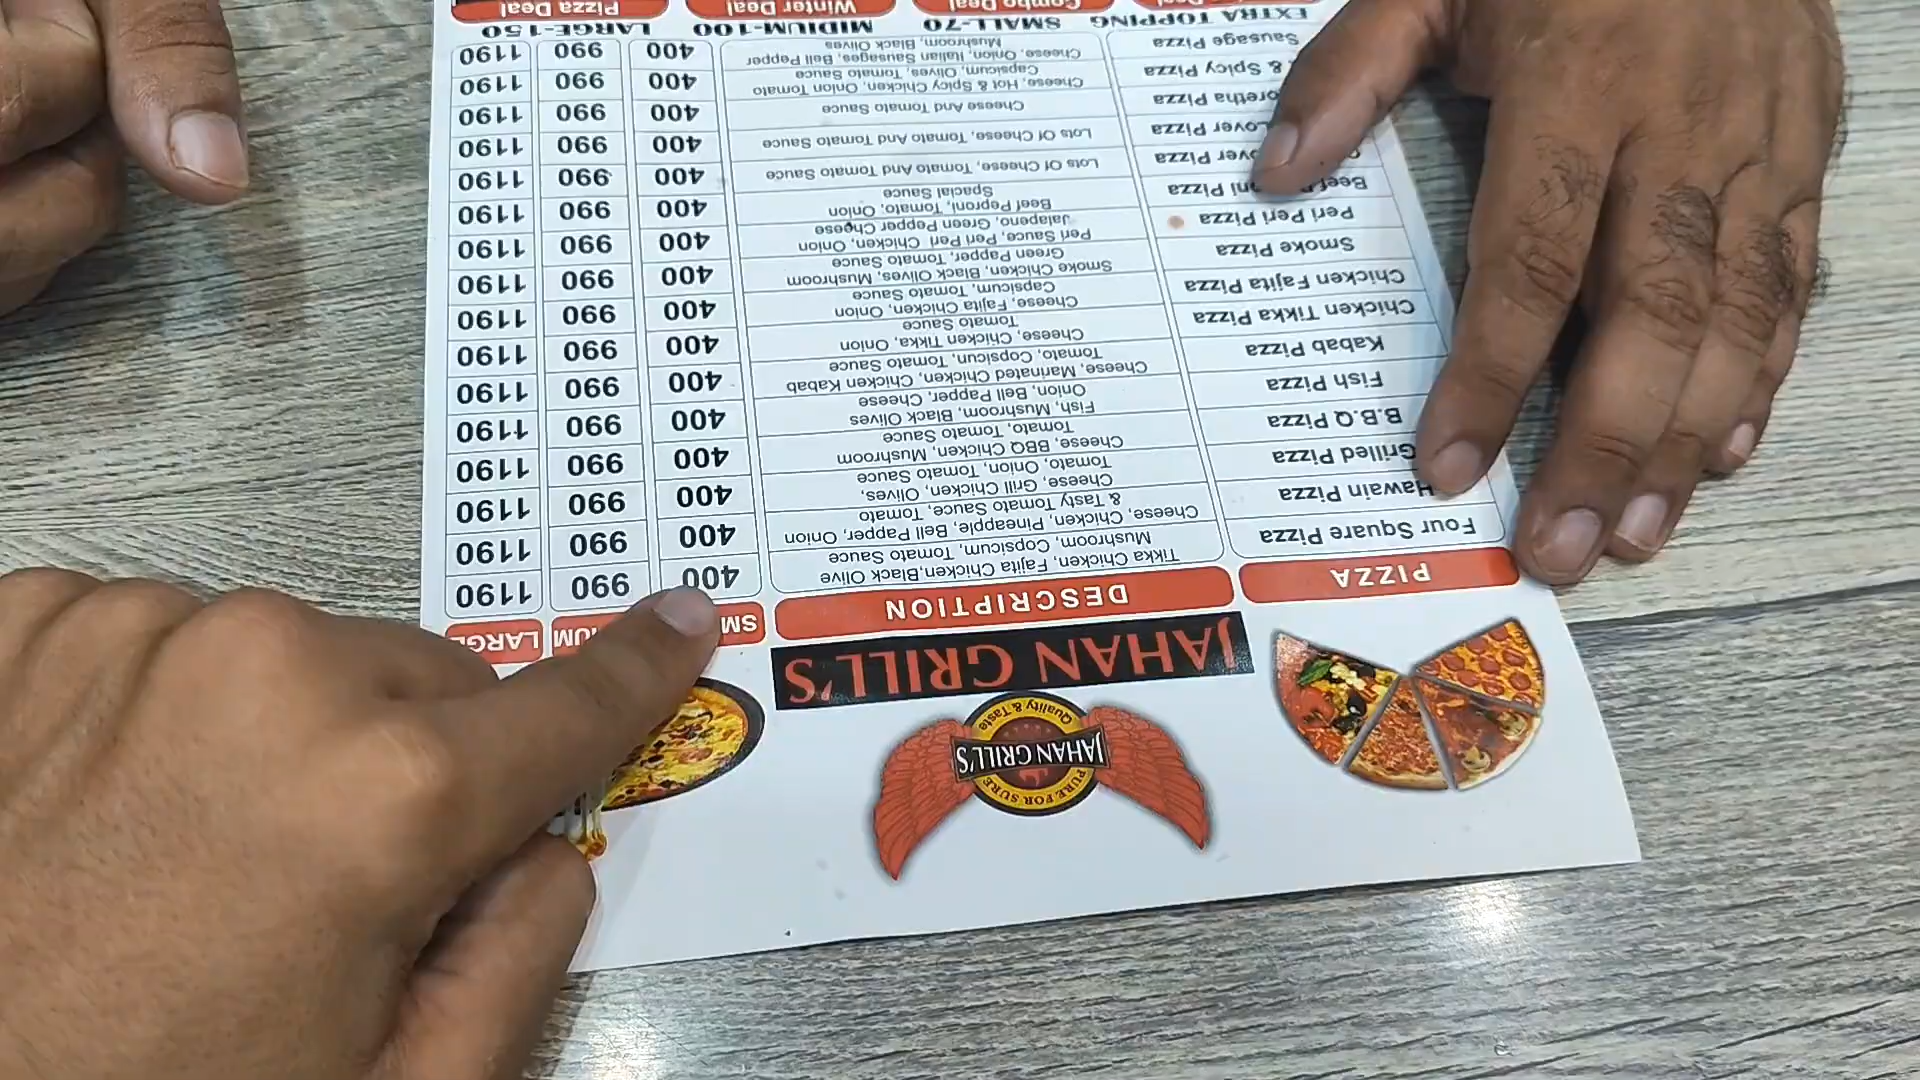 PURE FOR SURE
JAHAN GRILL'S
Quality & Taste
JAHAN GRILL'S
PIZZA DESCRIPTION LARGE
Four Square Pizza Tikka Chicken, Fajita Chicken,Black Olive 400 990 1190
Mushroom, Copsicum, Tomato Sauce
Hawain Pizza Cheese, Chicken, Pineapple, Bell Papper, Onion 400 990 1190
& Tasty Tomato Sauce, Tomato
Grilled Pizza Cheese, Grill Chicken, Olives, 400 990 1190
Tomato, Onion, Tomato Sauce
B.B.Q Pizza Cheese, BBQ Chicken, Mushroom 400 990 1190
Tomato, Tomato Sauce
Fish Pizza Fish, Mushroom, Black Olives 400 990 1190
Onion, Bell Papper, Cheese
Kabab Pizza Cheese, Marinated Chicken, Chicken Kabab 400 990 1190
Tomato, Copsicun, Tomato Sauce
Chicken Tikka Pizza Cheese, Chicken Tikka, Onion 400 990 1190
Tomato Sauce
Chicken Fajita Pizza Cheese, Fajita Chicken, Onion 400 990 1190
Capsicum, Tomato Sauce
Smoke Pizza Smoke Chicken, Black Olives, Mushroom 400 990 1190
Green Papper, Tomato Sauce
Peri Peri Pizza Peri Sauce, Peri Peri Chicken, Onion 400 990 1190
Jalapeno, Green Pepper Cheese
Beef Pizza Beef Peproni, Tomato, Onion 400 990 1190
Spacial Sauce
Pizza Lots Of Cheese, Tomato And Tomato Sauce 400 990 1190
Lover Pizza Lots Of Cheese, Tomato And Tomato Sauce 400 990 1190
Pizza Cheese And Tomato Sauce 400 990 1190
& Spicy Pizza Cheese, Hot & Spicy Chicken, Onion Tomato 400 990 1190
Capsicum, Olives, Tomato Sauce
Sausage Pizza Cheese, Onion, Italian Sausages, Bell Papper 400 990 1190
Mushroom, Black Olives
EXTRA TOPPING SMALL-70 MIDIUM-100 LARGE-150
Combo Deal Winter Deal Pizza Deal